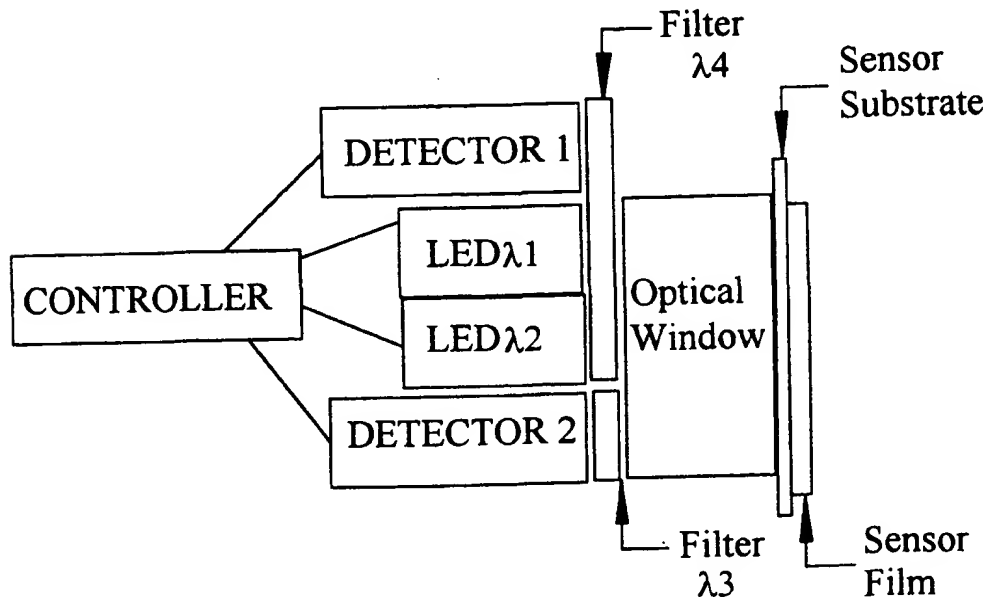 Filter
λ4
Sensor
Substrate
DETECTOR 1
LEDλ1
CONTROLLER
Optical
Window
LEDλ2
DETECTOR 2
Filter
λ3
Sensor
Film